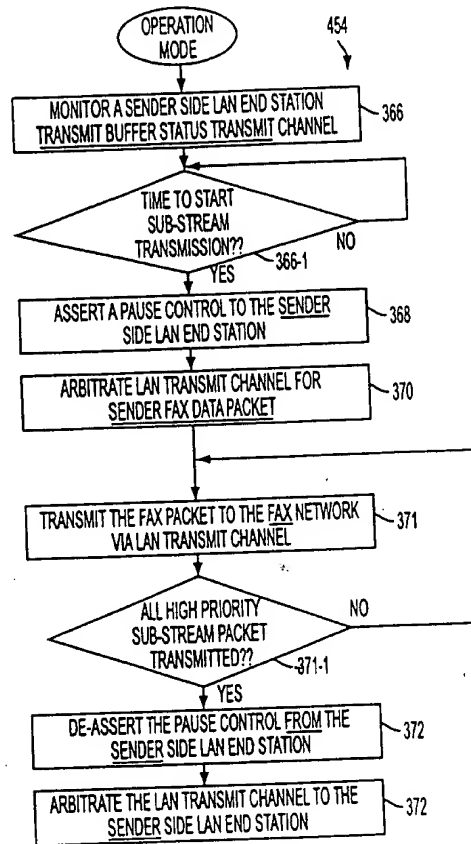 OPERATION
MODE
454
MONITOR A SENDER SIDE LAN END STATION
TRANSMIT BUFFER STATUS TRANSMIT CHANNEL
366
TIME TO START
SUB-STREAM
TRANSMISSION??
NO
366-1
YES
ASSERT A PAUSE CONTROL TO THE SENDER
SIDE LAN END STATION
368
ARBITRATE LAN TRANSMIT CHANNEL FOR
SENDER FAX DATA PACKET
370
TRANSMIT THE FAX PACKET TO THE FAX NETWORK
VIA LAN TRANSMIT CHANNEL
371
ALL HIGH PRIORITY
SUB-STREAM PACKET
TRANSMITTED??
NO
371-1
YES
DE-ASSERT THE PAUSE CONTROL FROM THE
SENDER SIDE LAN END STATION
372
ARBITRATE THE LAN TRANSMIT CHANNEL TO THE
SENDER SIDE LAN END STATION
372